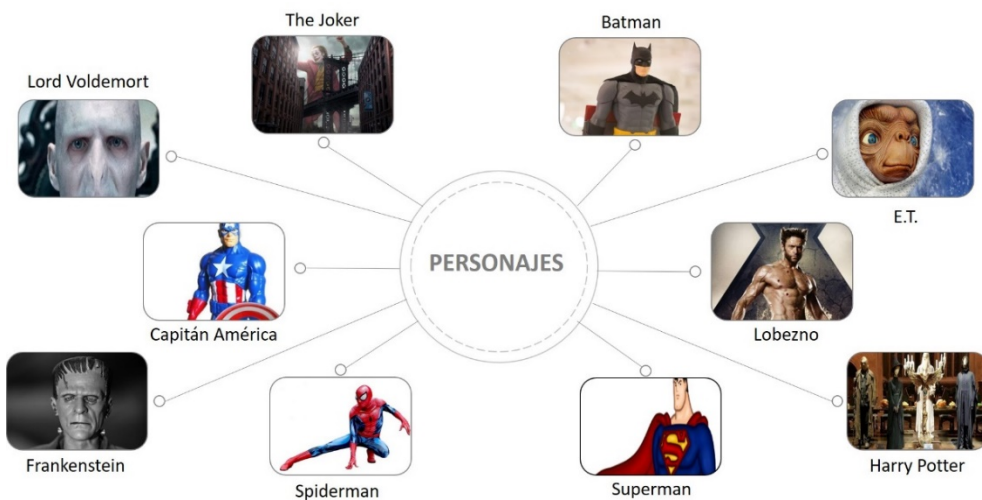 The Joker
Batman
Lord Voldemort
E.T.
PERSONAJES
Capitán América
Lobezno
Frankenstein
Spiderman
Superman
Harry Potter